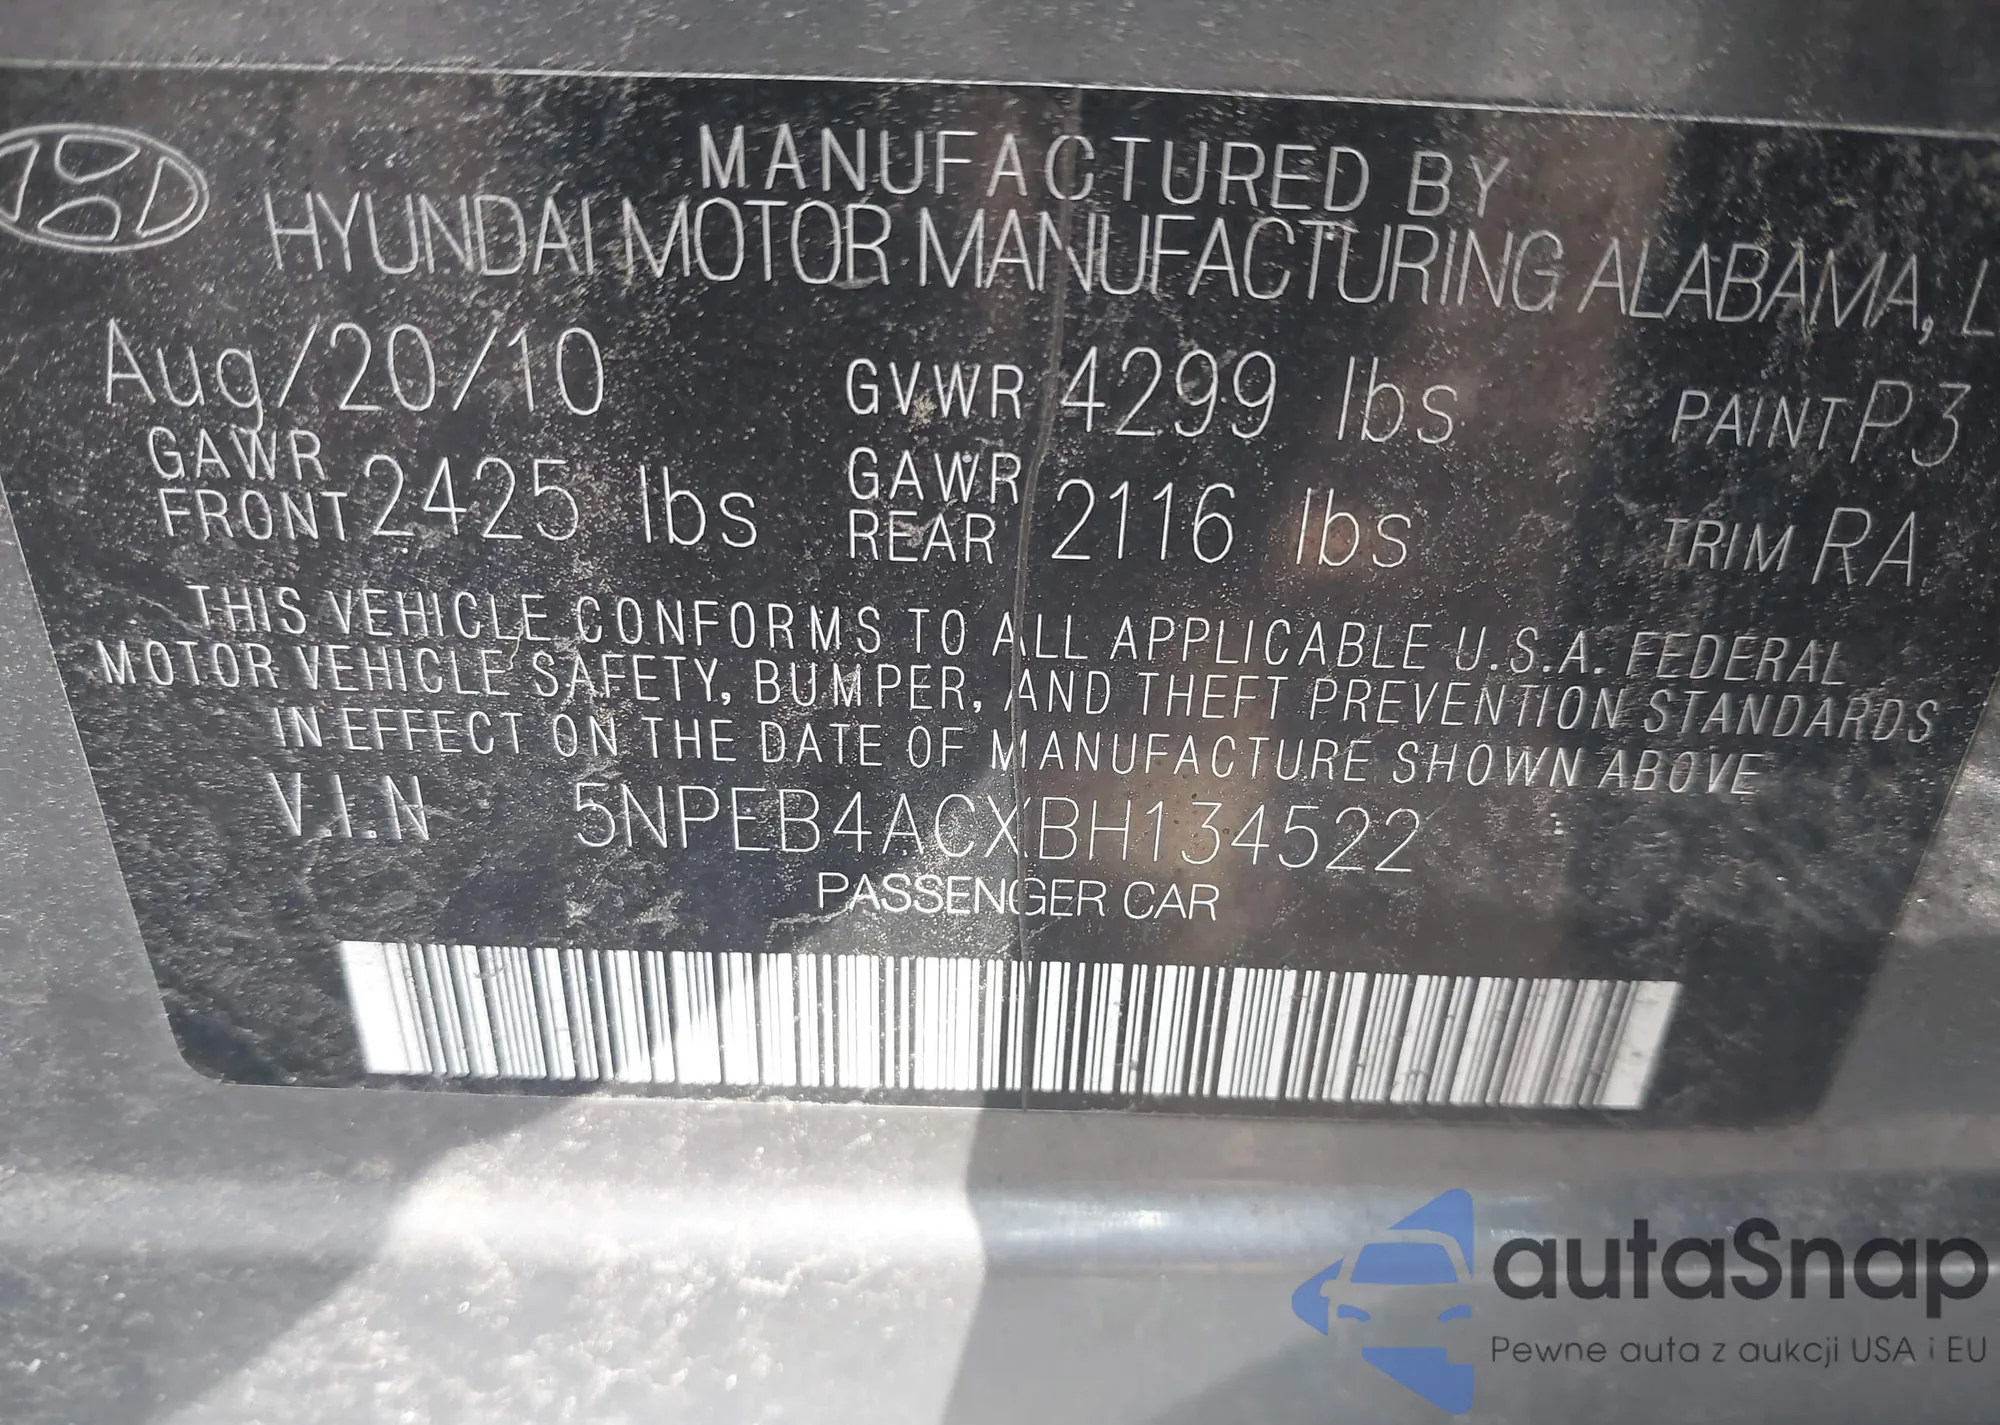 MANUFACTURED BY
HYUNDAI MOTOR MANUFACTURING ALABAMA, L
Aug/20/10 GVWR 4299 lbs PAINT P3
GAWR FRONT 2425 lbs GAWR REAR 2116 lbs TRIM RA
THIS VEHICLE CONFORMS TO ALL APPLICABLE U.S.A. FEDERAL
MOTOR VEHICLE SAFETY, BUMPER, AND THEFT PREVENTION STANDARDS
IN EFFECT ON THE DATE OF MANUFACTURE SHOWN ABOVE
V.I.N 5NPEB4ACXBH134522
PASSENGER CAR
autaSnap
Pewne auta z aukcji USA i EU